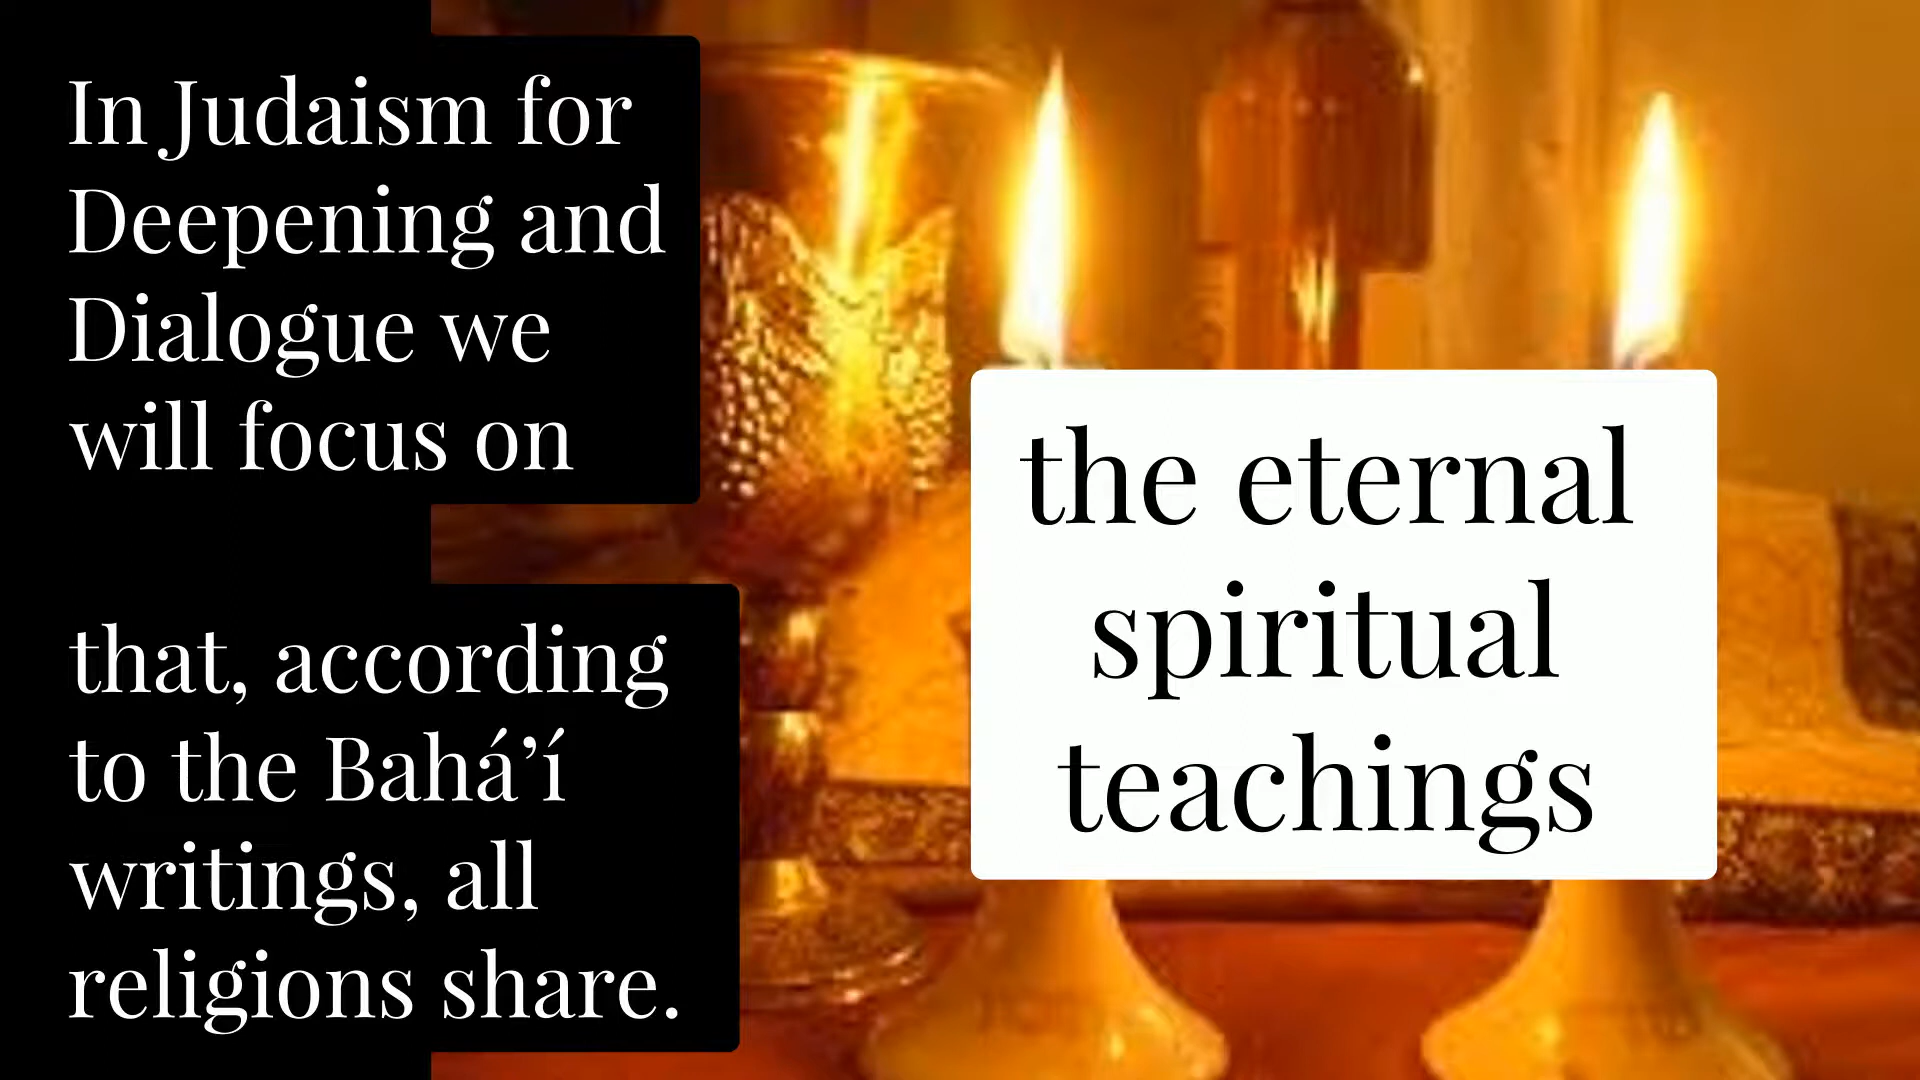 In Judaism for
Deepening and
Dialogue we
will focus on
the eternal
spiritual
teachings
that, according
to the Bahá’í
writings, all
religions share.